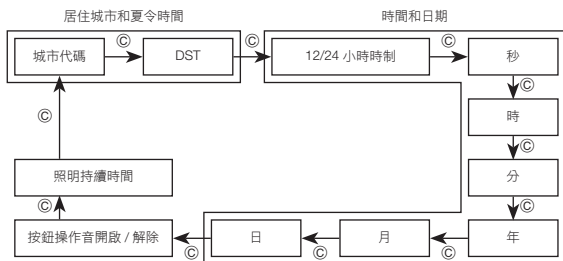 居住城市和夏令時間
時間和日期
城市代碼
Ⓒ
DST
Ⓒ
12/24 小時時制
Ⓒ
秒
Ⓒ
時
Ⓒ
分
Ⓒ
年
Ⓒ
月
Ⓒ
日
Ⓒ
按鈕操作音開啟 / 解除
Ⓒ
照明持續時間
Ⓒ